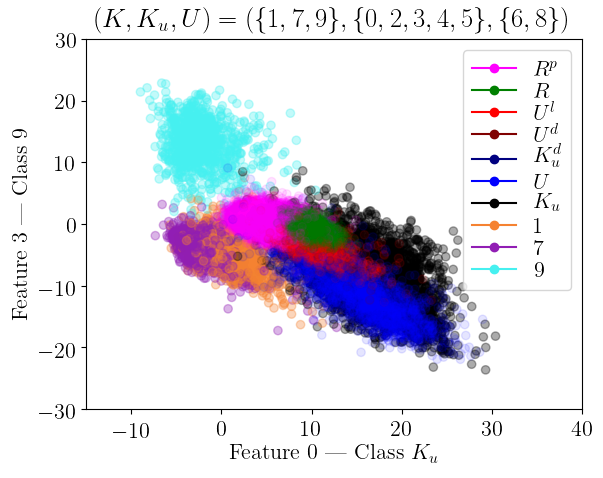 (K, K_u, U) = ({1, 7, 9}, {0, 2, 3, 4, 5}, {6, 8})
30
20
10
0
−10
−20
−30
Feature 3 — Class 9
−10
0
10
20
30
40
Feature 0 — Class K_u
R^p
R
U^l
U^d
K_u^d
U
K_u
1
7
9